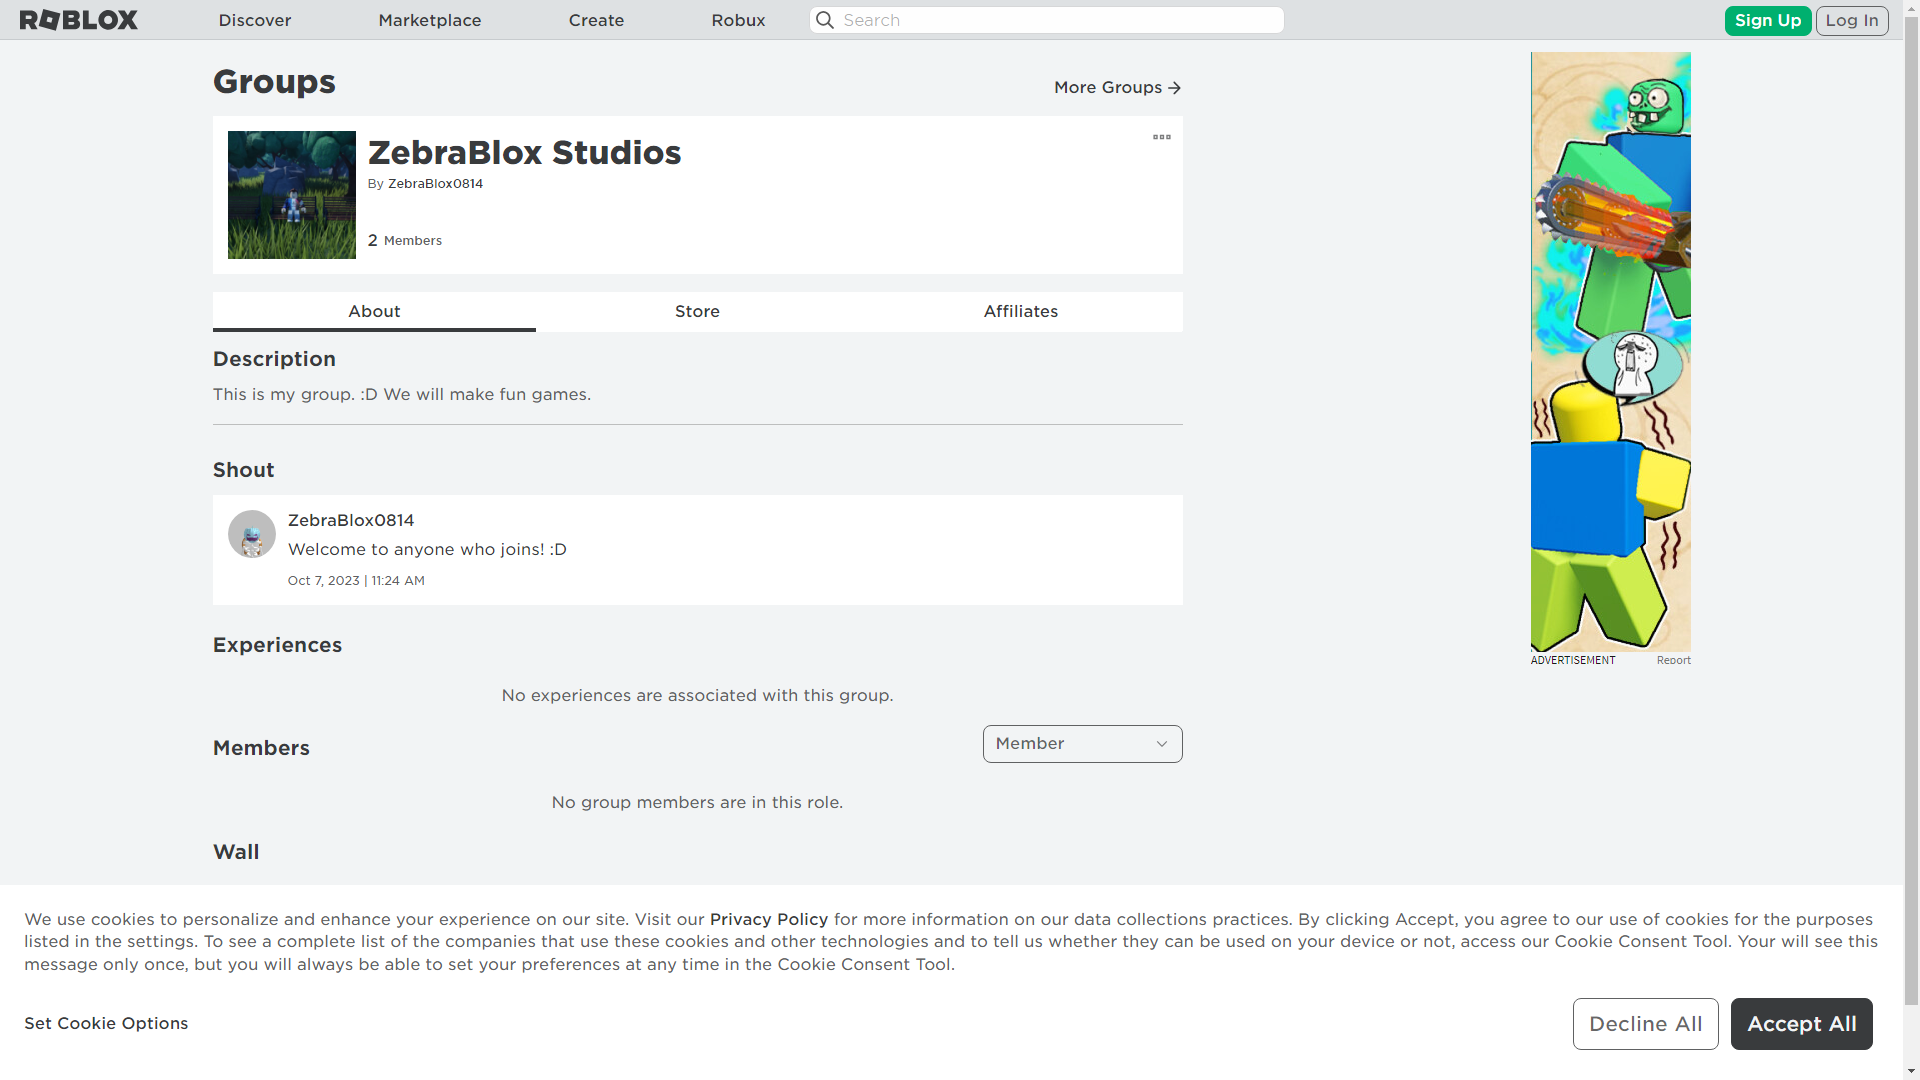 ROBLOX Discover Marketplace Create Robux Search Sign Up Log In
Groups
More Groups
ZebraBlox Studios
By ZebraBlox0814
2 Members
About Store Affiliates
Description
This is my group. :D We will make fun games.
Shout
ZebraBlox0814
Welcome to anyone who joins! :D
Oct 7, 2023 | 11:24 AM
Experiences
No experiences are associated with this group.
Members
Member
No group members are in this role.
Wall
ADVERTISEMENT Report
We use cookies to personalize and enhance your experience on our site. Visit our Privacy Policy for more information on our data collections practices. By clicking Accept, you agree to our use of cookies for the purposes
listed in the settings. To see a complete list of the companies that use these cookies and other technologies and to tell us whether they can be used on your device or not, access our Cookie Consent Tool. Your will see this
message only once, but you will always be able to set your preferences at any time in the Cookie Consent Tool.
Set Cookie Options
Decline All
Accept All